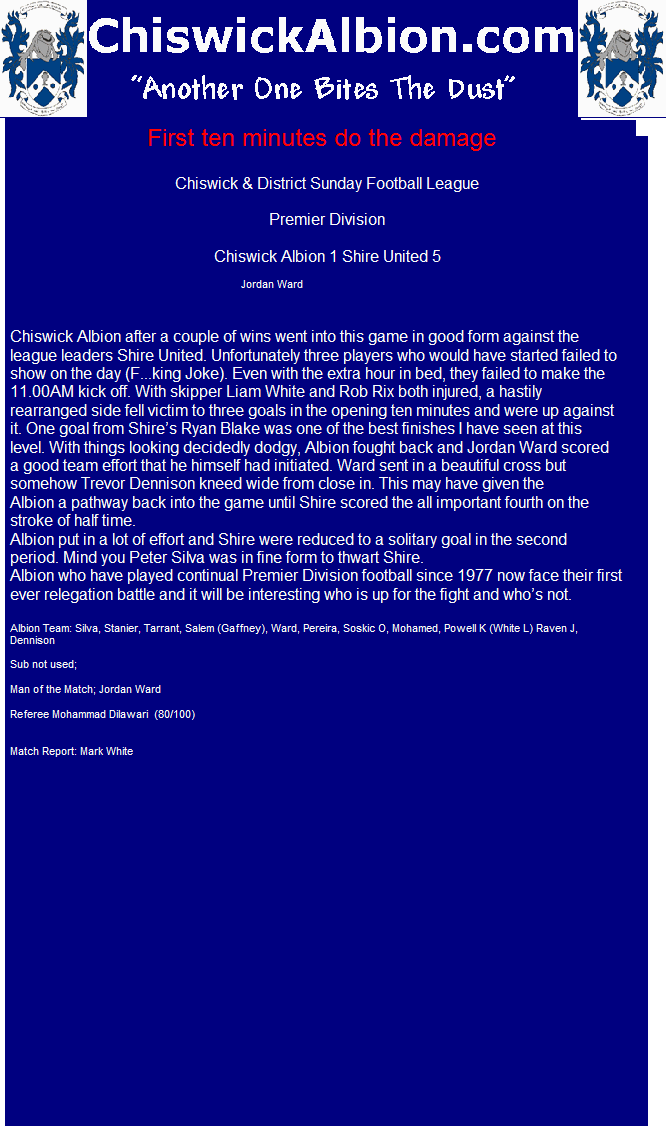 ChiswickAlbion.com
“Another One Bites The Dust”
First ten minutes do the damage
Chiswick & District Sunday Football League
Premier Division
Chiswick Albion 1 Shire United 5
Jordan Ward
Chiswick Albion after a couple of wins went into this game in good form against the
league leaders Shire United. Unfortunately three players who would have started failed to
show on the day (F...king Joke). Even with the extra hour in bed, they failed to make the
11.00AM kick off. With skipper Liam White and Rob Rix both injured, a hastily
rearranged side fell victim to three goals in the opening ten minutes and were up against
it. One goal from Shire’s Ryan Blake was one of the best finishes I have seen at this
level. With things looking decidedly dodgy, Albion fought back and Jordan Ward scored
a good team effort that he himself had initiated. Ward sent in a beautiful cross but
somehow Trevor Dennison kneed wide from close in. This may have given the
Albion a pathway back into the game until Shire scored the all important fourth on the
stroke of half time.
Albion put in a lot of effort and Shire were reduced to a solitary goal in the second
period. Mind you Peter Silva was in fine form to thwart Shire.
Albion who have played continual Premier Division football since 1977 now face their first
ever relegation battle and it will be interesting who is up for the fight and who’s not.
Albion Team: Silva, Stanier, Tarrant, Salem (Gaffney), Ward, Pereira, Soskic O, Mohamed, Powell K (White L) Raven J,
Dennison
Sub not used;
Man of the Match; Jordan Ward
Referee Mohammad Dilawari (80/100)
Match Report: Mark White